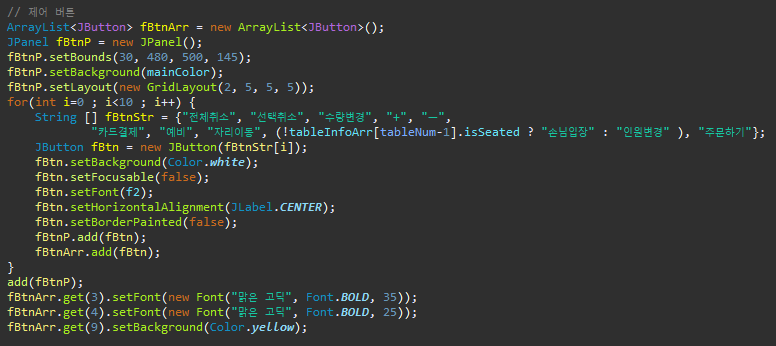 // 제어 버튼
ArrayList<JButton> fBtnArr = new ArrayList<JButton>();
JPanel fBtnP = new JPanel();
fBtnP.setBounds(30, 480, 500, 145);
fBtnP.setBackground(mainColor);
fBtnP.setLayout(new GridLayout(2, 5, 5, 5));
for(int i=0 ; i<10 ; i++) {
String [] fBtnStr = {"전체취소", "선택취소", "수량변경", "+", "ㅡ",
"카드결제", "예비", "자리이동", (!tableInfoArr[tableNum-1].isSeated ? "손님입장" : "인원변경" ), "주문하기"};
JButton fBtn = new JButton(fBtnStr[i]);
fBtn.setBackground(Color.white);
fBtn.setFocusable(false);
fBtn.setFont(f2);
fBtn.setHorizontalAlignment(JLabel.CENTER);
fBtn.setBorderPainted(false);
fBtnP.add(fBtn);
fBtnArr.add(fBtn);
}
add(fBtnP);
fBtnArr.get(3).setFont(new Font("맑은 고딕", Font.BOLD, 35));
fBtnArr.get(4).setFont(new Font("맑은 고딕", Font.BOLD, 25));
fBtnArr.get(9).setBackground(Color.yellow);